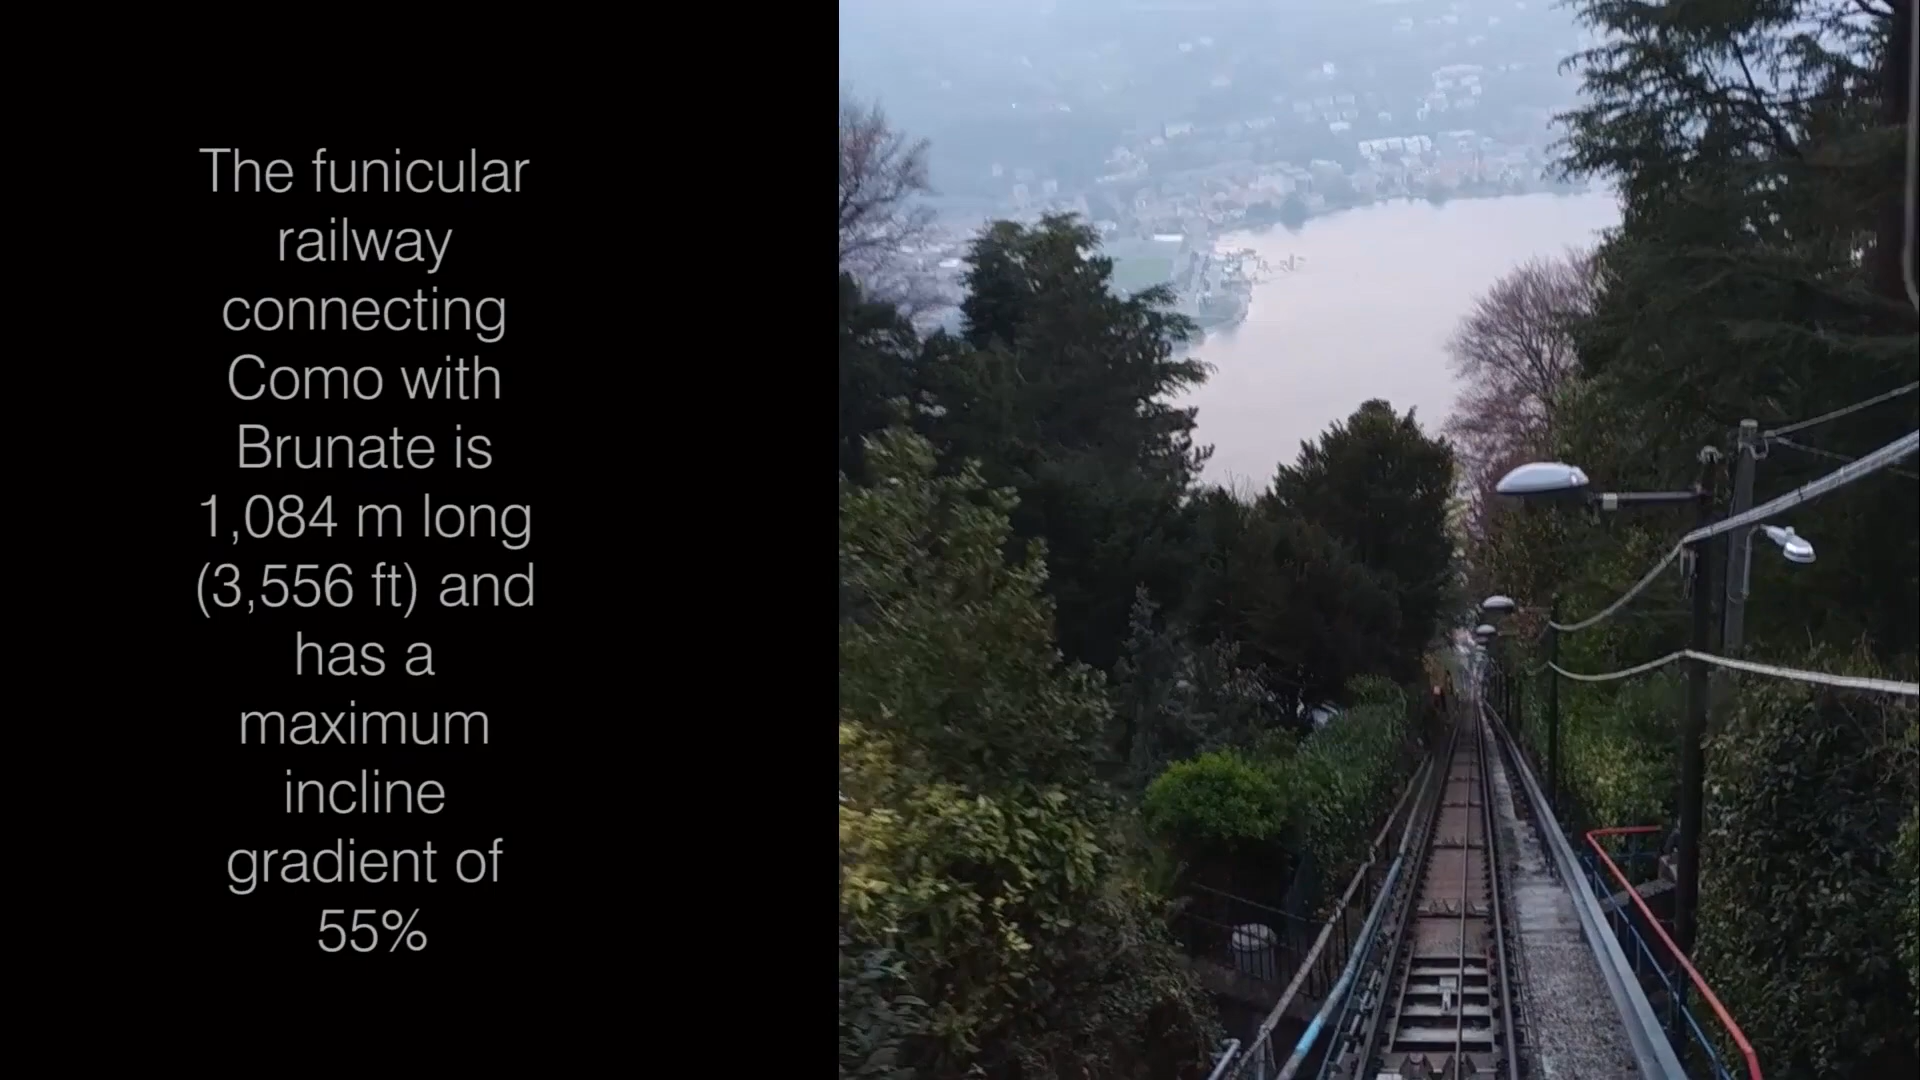 The funicular
railway
connecting
Como with
Brunate is
1,084 m long
(3,556 ft) and
has a
maximum
incline
gradient of
55%